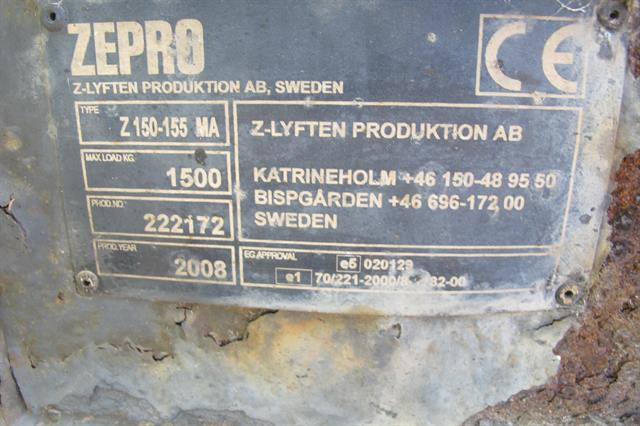 ZEPRO
Z-LYFTEN PRODUKTION AB, SWEDEN
CE
TYPE
Z 150-155 MA
MAX LOAD KG.
1500
PROD.NO.
222172
PROD.YEAR
2008
Z-LYFTEN PRODUKTION AB
KATRINEHOLM +46 150-48 95 50
BISPGÅRDEN +46 696-172 00
SWEDEN
EG APPROVAL
e5 020129
e1